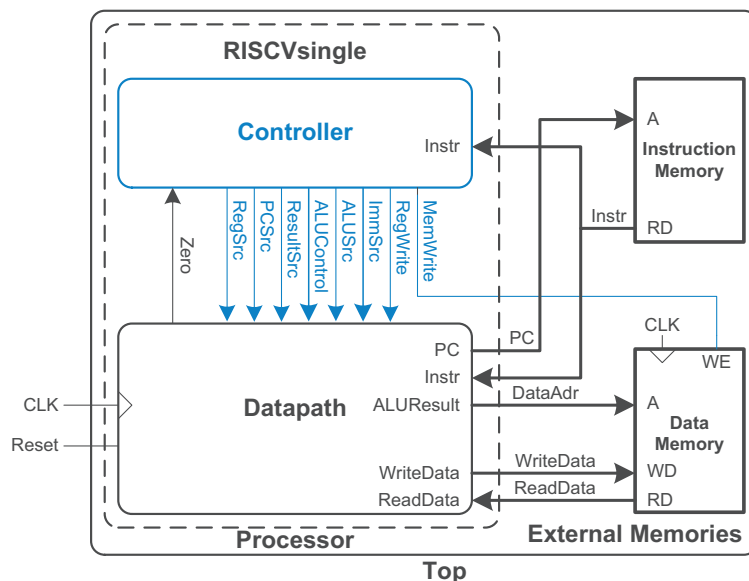 RISCVsingle
Controller
Instr
Zero
RegSrc
PCSrc
ResultSrc
ALUControl
ALUSrc
ImmSrc
RegWrite
MemWrite
A
Instruction
Memory
Instr
RD
CLK
Reset
Datapath
PC
Instr
ALUResult
WriteData
ReadData
PC
DataAdr
WriteData
ReadData
CLK
WE
A
Data
Memory
WD
RD
Processor
External Memories
Top